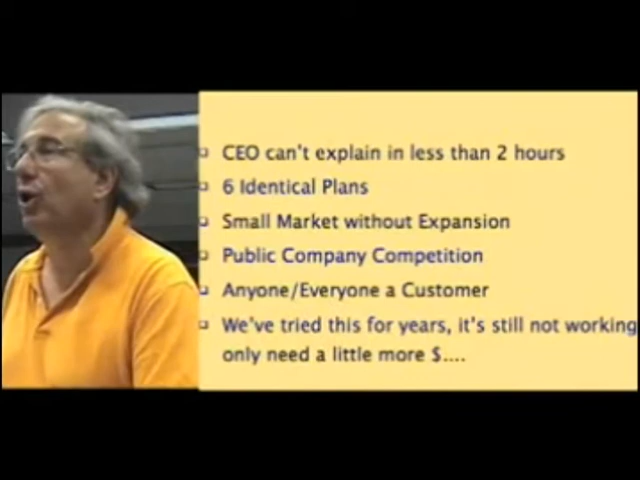 CEO can't explain in less than 2 hours
6 Identical Plans
Small Market without Expansion
Public Company Competition
Anyone/Everyone a Customer
We've tried this for years, it's still not working
only need a little more $....